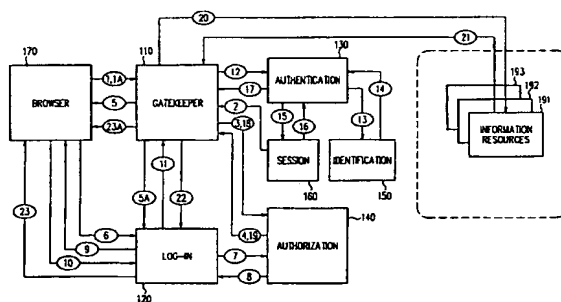 20
170
110
130
21
193
192
191
1,1A
12
AUTHENTICATION
14
BROWSER
5
GATEKEEPER
17
2
INFORMATION
RESOURCES
23A
3,18
15
16
13
11
SESSION
IDENTIFICATION
160
150
5A
22
140
23
6
4,19
AUTHORIZATION
9
LOG-IN
7
10
8
120